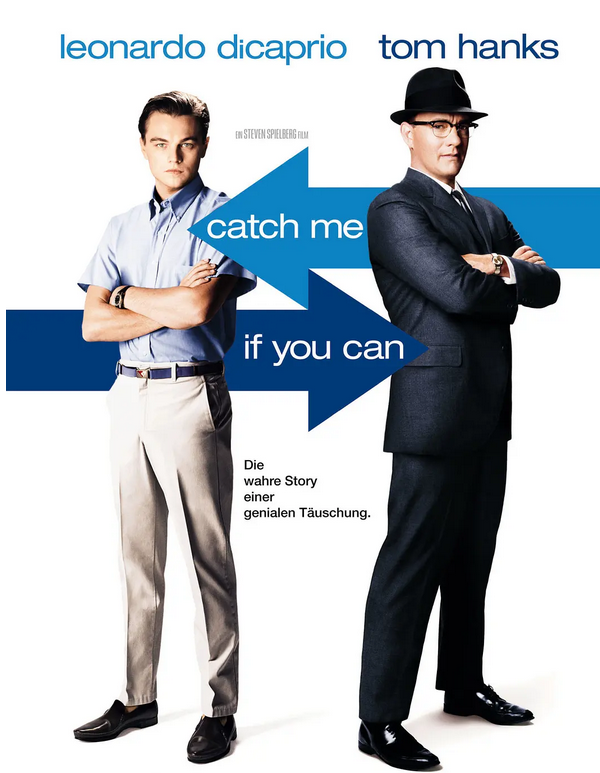 leonardo dicaprio tom hanks
EIN STEVEN SPIELBERG FILM
catch me
if you can
Die
wahre Story
einer
genialen Täuschung.